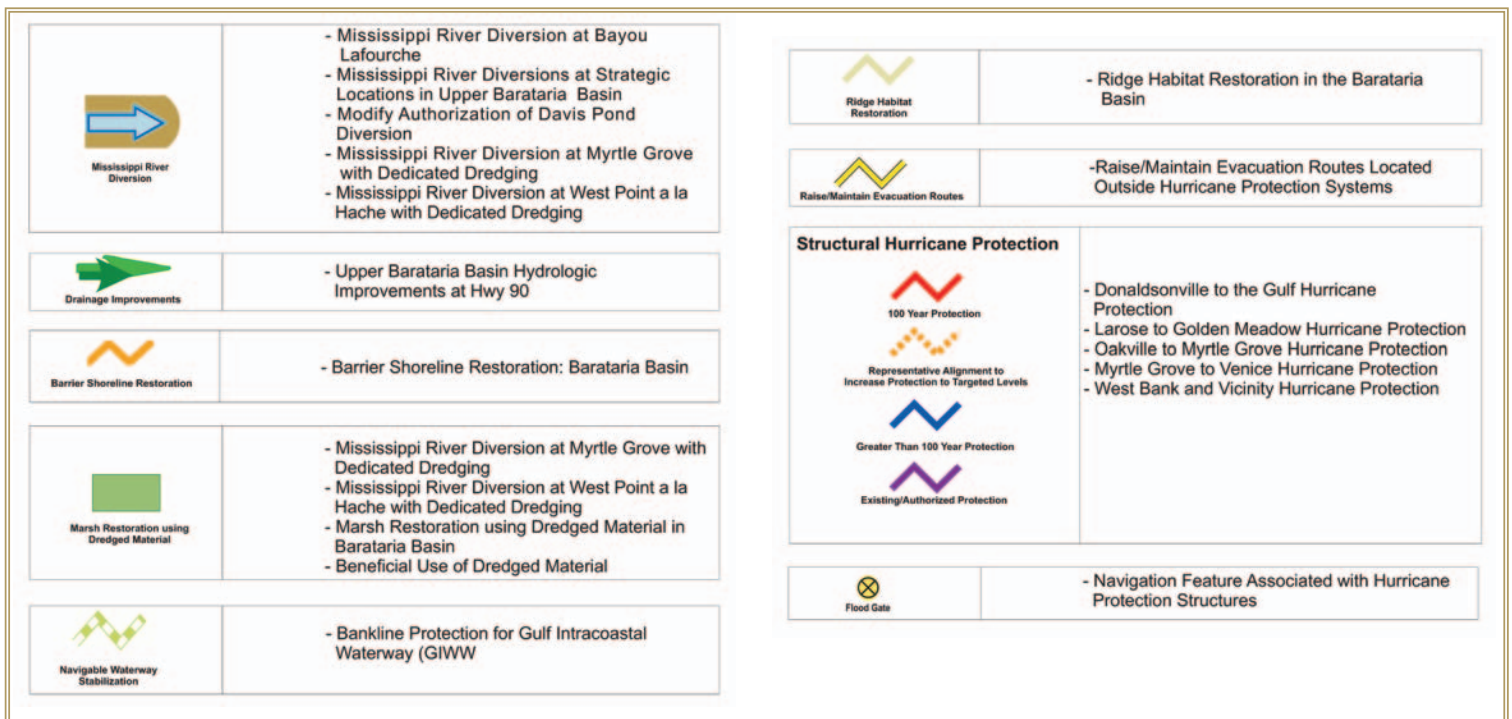 Mississippi River
Diversion
- Mississippi River Diversion at Bayou
Lafourche
- Mississippi River Diversions at Strategic
Locations in Upper Barataria Basin
- Modify Authorization of Davis Pond
Diversion
- Mississippi River Diversion at Myrtle Grove
with Dedicated Dredging
- Mississippi River Diversion at West Point a la
Hache with Dedicated Dredging
Drainage Improvements
- Upper Barataria Basin Hydrologic
Improvements at Hwy 90
Barrier Shoreline Restoration
- Barrier Shoreline Restoration: Barataria Basin
Marsh Restoration using
Dredged Material
- Mississippi River Diversion at Myrtle Grove with
Dedicated Dredging
- Mississippi River Diversion at West Point a la
Hache with Dedicated Dredging
- Marsh Restoration using Dredged Material in
Barataria Basin
- Beneficial Use of Dredged Material
Navigable Waterway
Stabilization
- Bankline Protection for Gulf Intracoastal
Waterway (GIWW
Ridge Habitat
Restoration
- Ridge Habitat Restoration in the Barataria
Basin
Raise/Maintain Evacuation Routes
-Raise/Maintain Evacuation Routes Located
Outside Hurricane Protection Systems
Structural Hurricane Protection
100 Year Protection
Representative Alignment to
Increase Protection to Targeted Levels
Greater Than 100 Year Protection
Existing/Authorized Protection
- Donaldsonville to the Gulf Hurricane
Protection
- Larose to Golden Meadow Hurricane Protection
- Oakville to Myrtle Grove Hurricane Protection
- Myrtle Grove to Venice Hurricane Protection
- West Bank and Vicinity Hurricane Protection
Flood Gate
- Navigation Feature Associated with Hurricane
Protection Structures